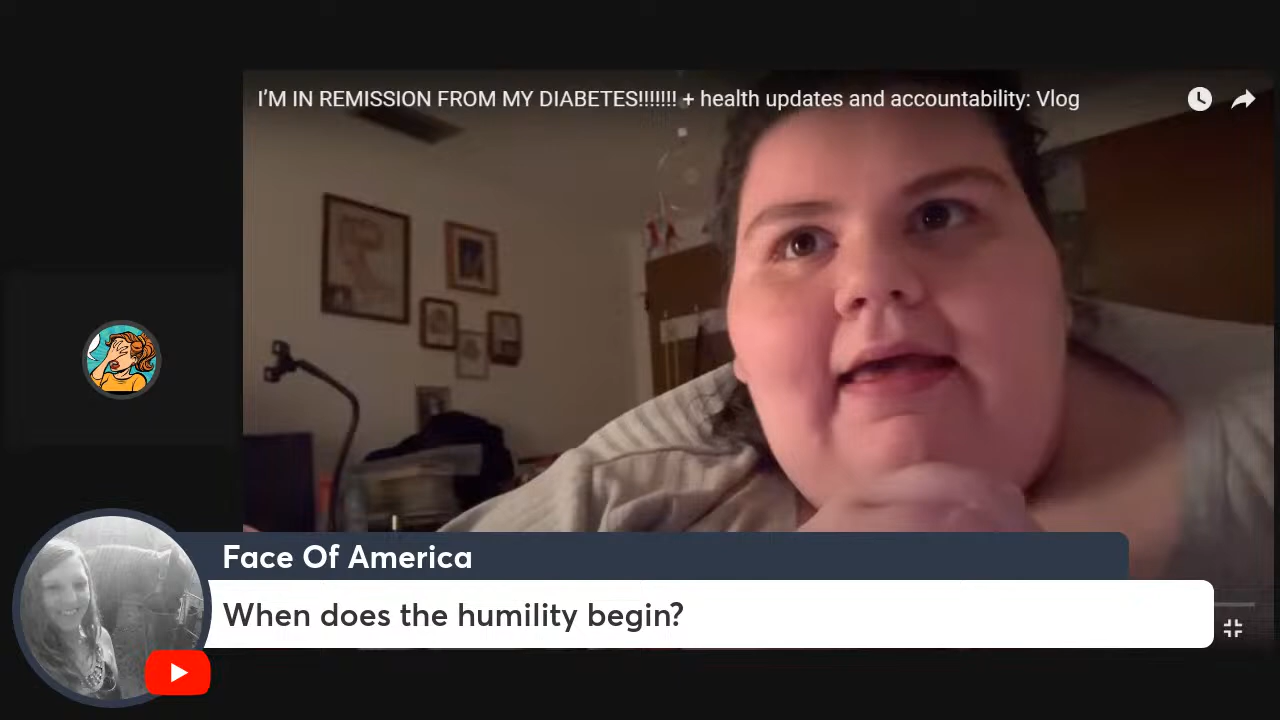 I'M IN REMISSION FROM MY DIABETES!!!!!!! + health updates and accountability: Vlog
Face Of America
When does the humility begin?